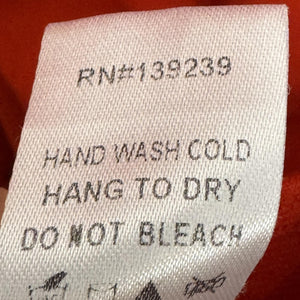 RN#139239
HAND WASH COLD
HANG TO DRY
DO NOT BLEACH